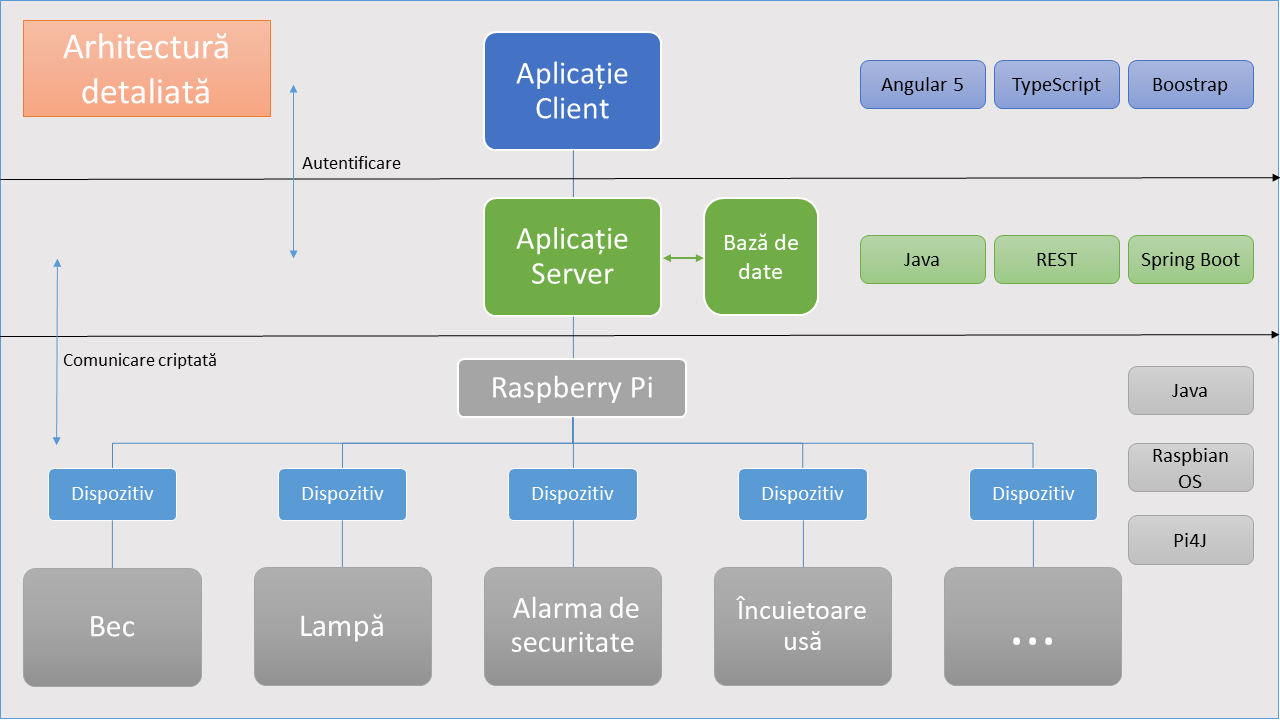 Arhitectură
detaliată
Aplicație
Client
Angular 5
TypeScript
Boostrap
Autentificare
Aplicație
Server
Bază de
date
Java
REST
Spring Boot
Comunicare criptată
Raspberry Pi
Java
Raspbian
OS
Pi4J
Dispozitiv
Dispozitiv
Dispozitiv
Dispozitiv
Dispozitiv
Bec
Lampă
Alarma de
securitate
Încuietoare
usă
...